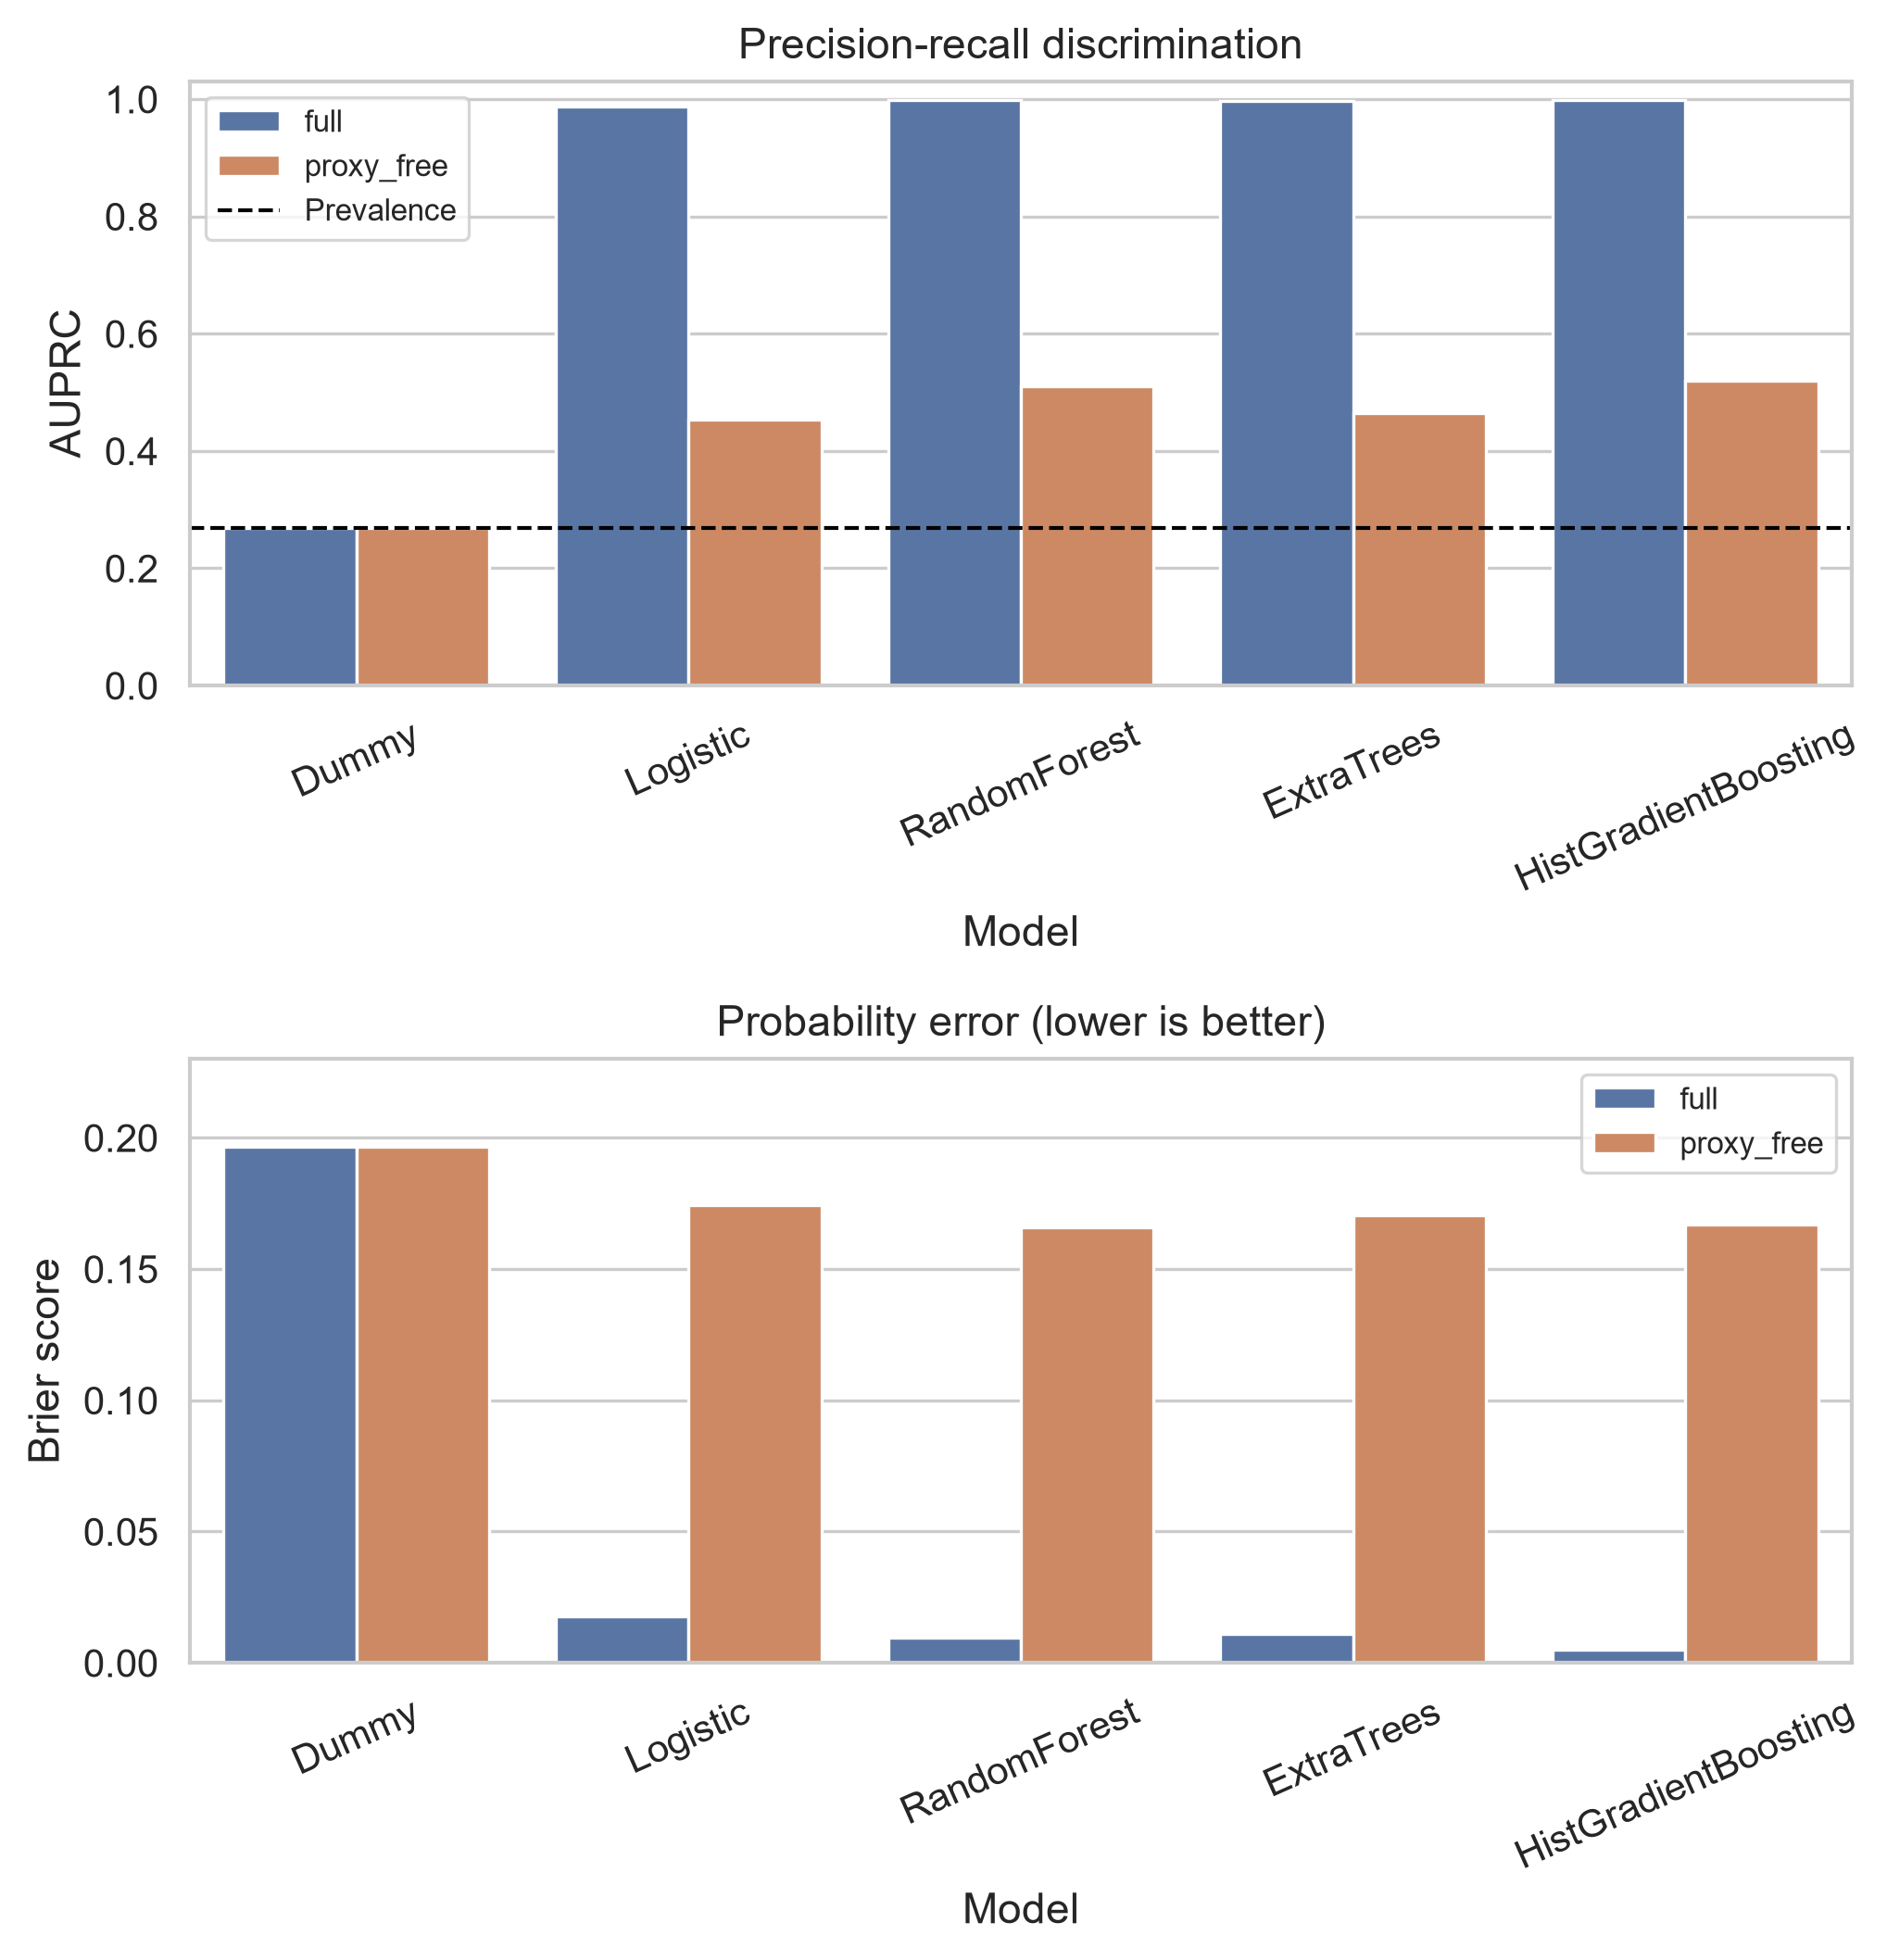 Precision-recall discrimination
1.0
0.8
0.6
0.4
0.2
0.0
AUPRC
full
proxy_free
Prevalence
Dummy
Logistic
RandomForest
ExtraTrees
HistGradientBoosting
Model
Probability error (lower is better)
0.20
0.15
0.10
0.05
0.00
Brier score
full
proxy_free
Dummy
Logistic
RandomForest
ExtraTrees
HistGradientBoosting
Model